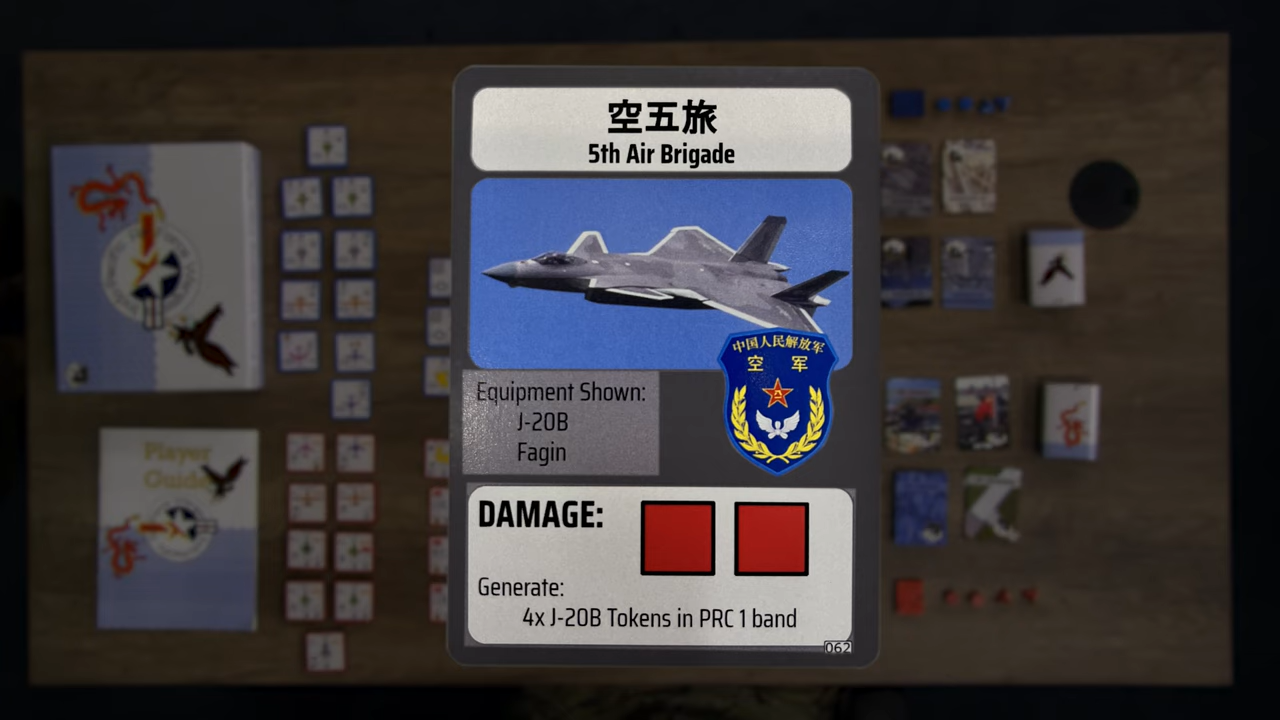 空五旅
5th Air Brigade
中国人民解放军
空 军
Equipment Shown:
J-20B
Fagin
DAMAGE:
Generate:
4x J-20B Tokens in PRC 1 band
062
Player
Guide